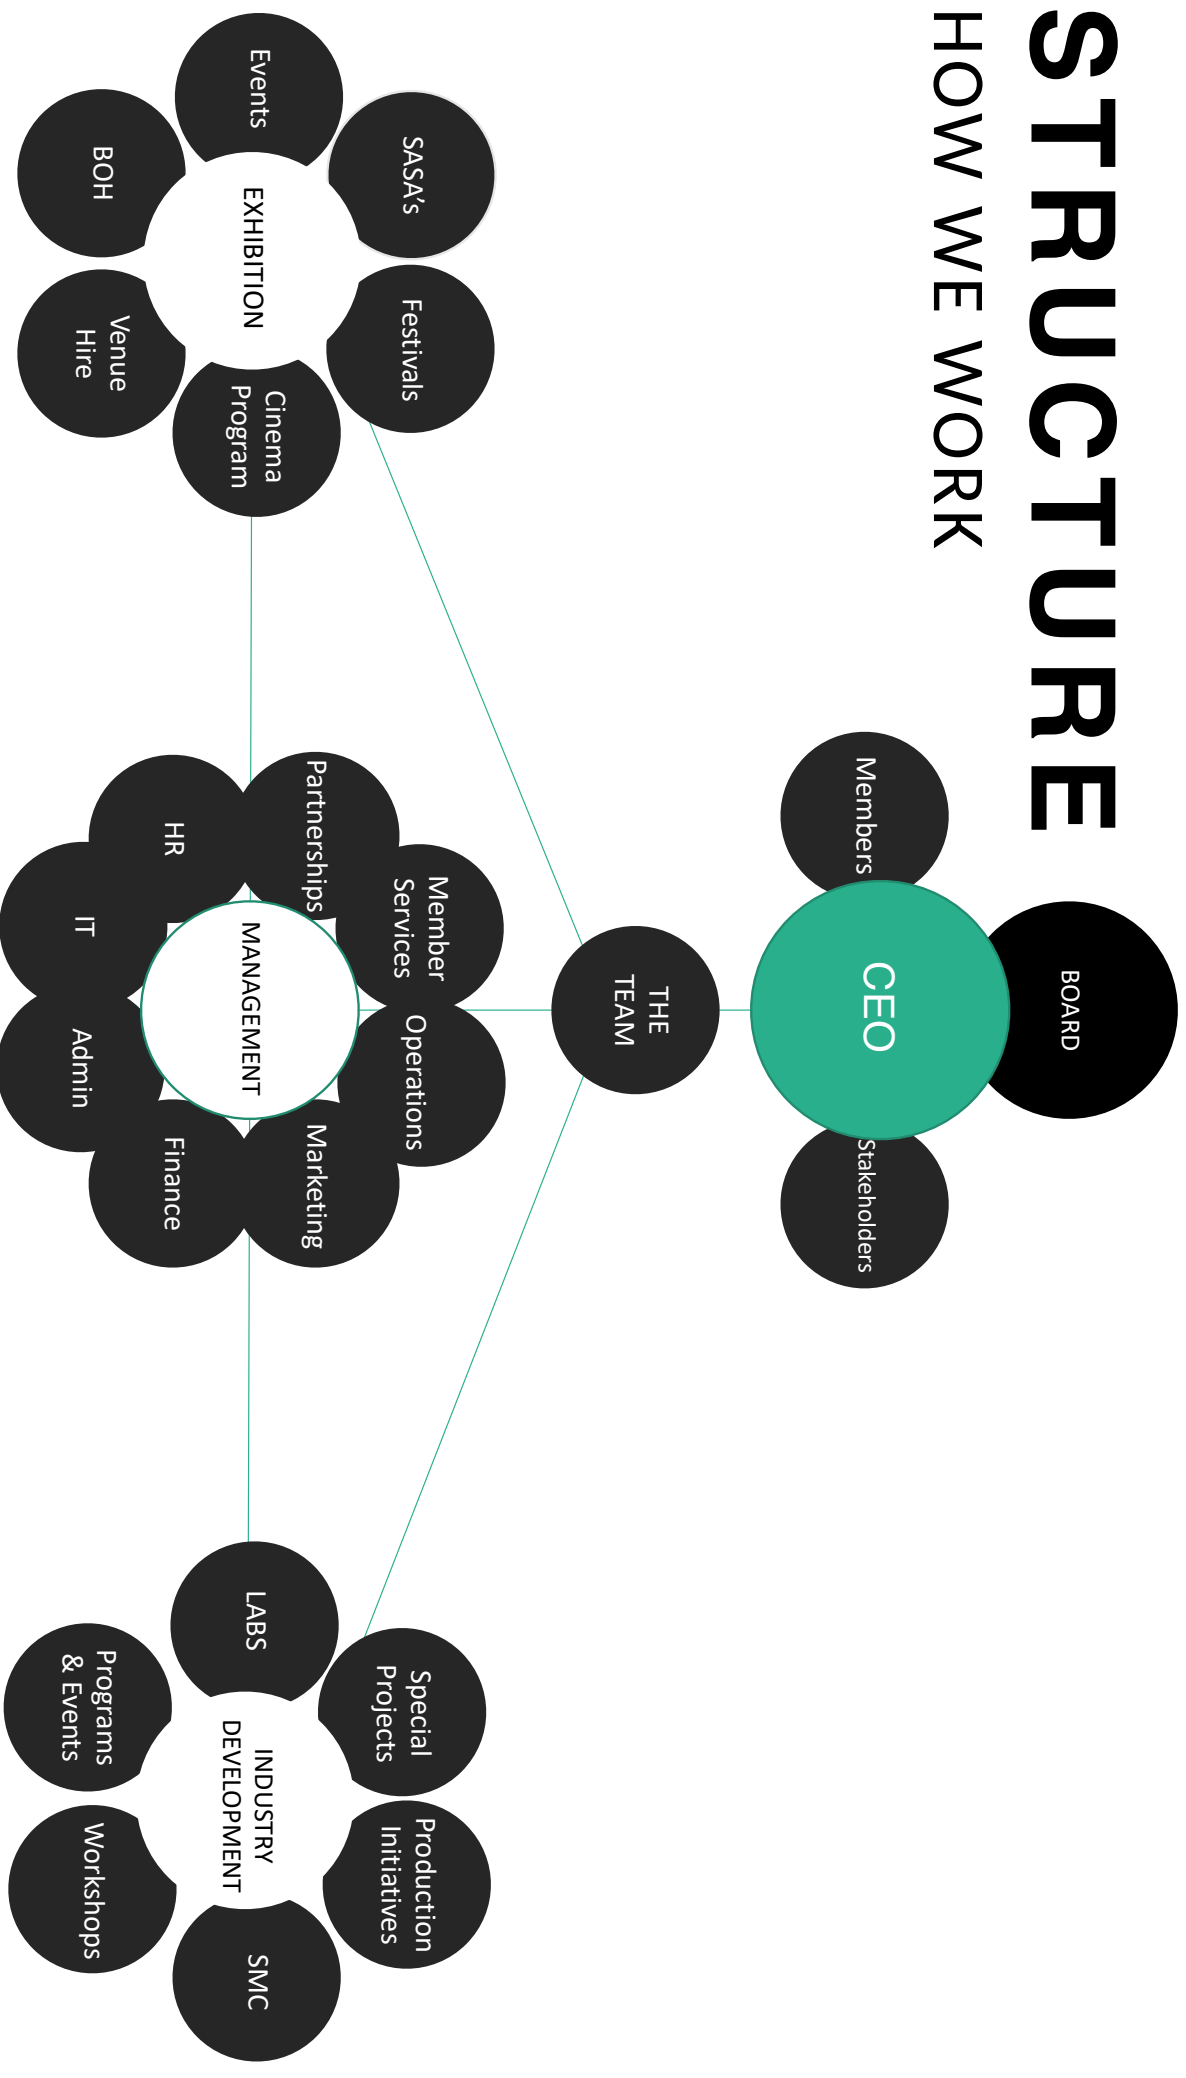 STRUCTURE
HOW WE WORK
BOARD
Members
CEO
Stakeholders
THE
TEAM
SASA's
Festivals
Events
EXHIBITION
Cinema
Program
BOH
Venue
Hire
Member
Services
Operations
Partnerships
Marketing
MANAGEMENT
HR
Finance
IT
Admin
Special
Projects
Production
Initiatives
LABS
INDUSTRY
DEVELOPMENT
SMC
Programs
& Events
Workshops